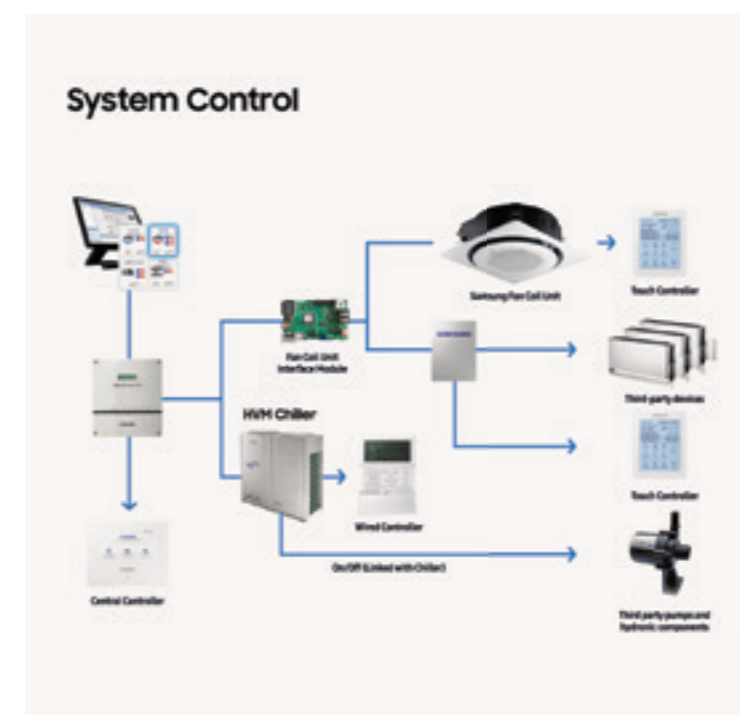 System Control
Samsung Fan Coil Unit
Touch Controller
Fan Coil Unit
Interface Module
Third-party devices
HVM Chiller
Touch Controller
Wired Controller
On/Off (Linked with Chiller)
Central Controller
Third party pumps and
hydronic components